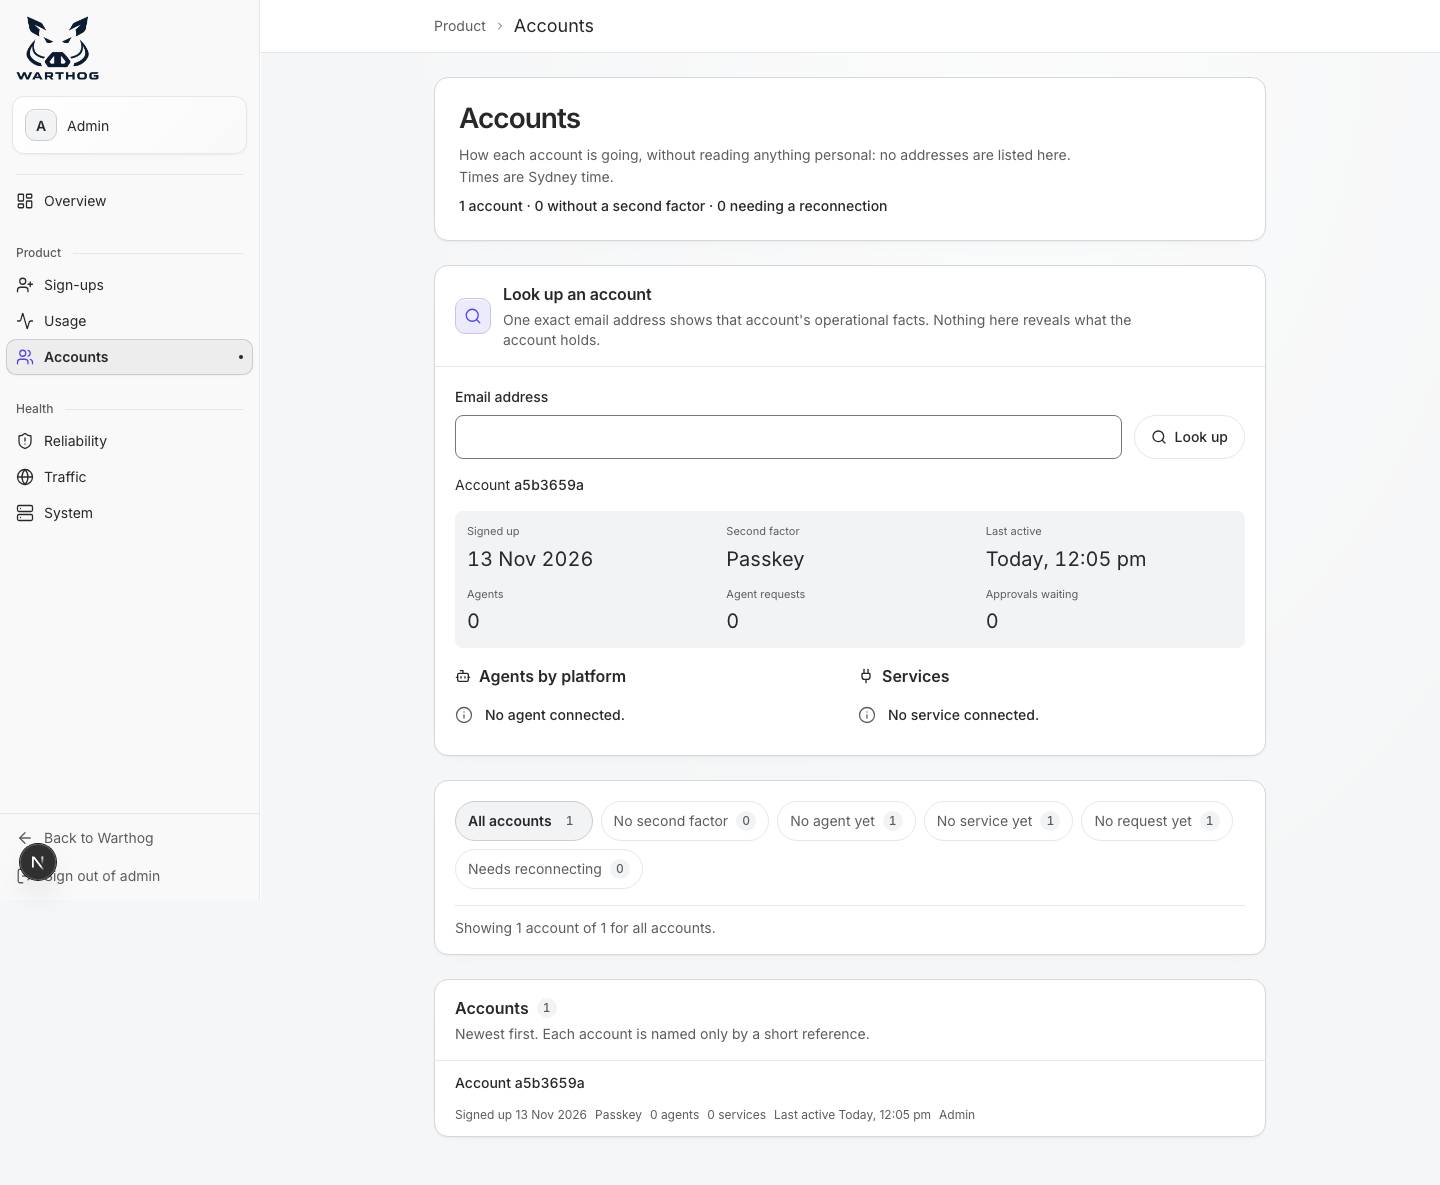 WARTHOG
A Admin
Overview
Product
Sign-ups
Usage
Accounts
Health
Reliability
Traffic
System
Back to Warthog
N
Sign out of admin
Product > Accounts
Accounts
How each account is going, without reading anything personal: no addresses are listed here.
Times are Sydney time.
1 account · 0 without a second factor · 0 needing a reconnection
Look up an account
One exact email address shows that account's operational facts. Nothing here reveals what the
account holds.
Email address
Look up
Account a5b3659a
Signed up Second factor Last active
13 Nov 2026 Passkey Today, 12:05 pm
Agents Agent requests Approvals waiting
0 0 0
Agents by platform Services
No agent connected. No service connected.
All accounts 1 No second factor 0 No agent yet 1 No service yet 1 No request yet 1
Needs reconnecting 0
Showing 1 account of 1 for all accounts.
Accounts 1
Newest first. Each account is named only by a short reference.
Account a5b3659a
Signed up 13 Nov 2026 Passkey 0 agents 0 services Last active Today, 12:05 pm Admin